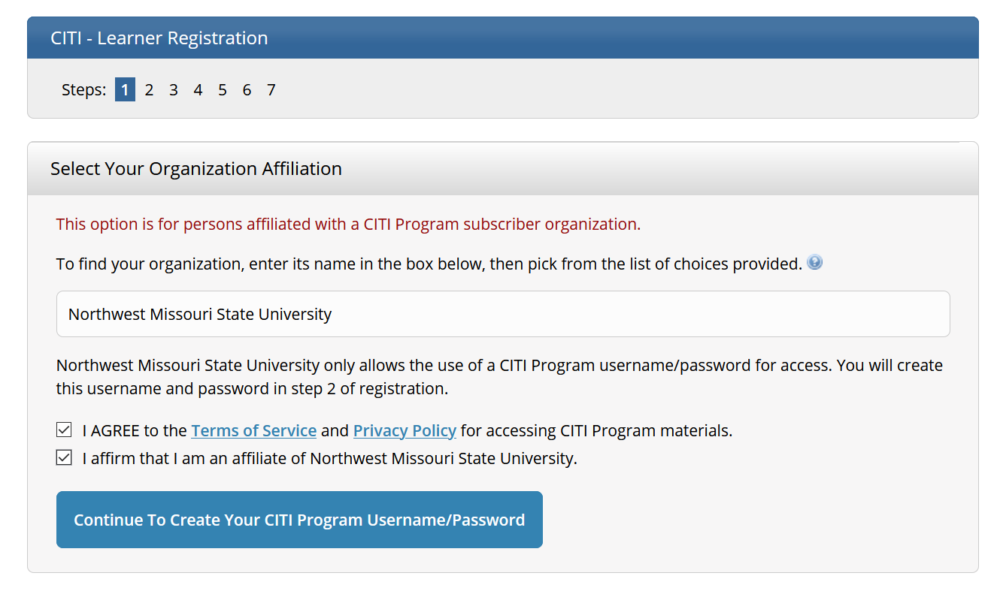 CITI - Learner Registration
Steps: 1 2 3 4 5 6 7
Select Your Organization Affiliation
This option is for persons affiliated with a CITI Program subscriber organization.
To find your organization, enter its name in the box below, then pick from the list of choices provided. ?
Northwest Missouri State University
Northwest Missouri State University only allows the use of a CITI Program username/password for access. You will create
this username and password in step 2 of registration.
I AGREE to the Terms of Service and Privacy Policy for accessing CITI Program materials.
I affirm that I am an affiliate of Northwest Missouri State University.
Continue To Create Your CITI Program Username/Password